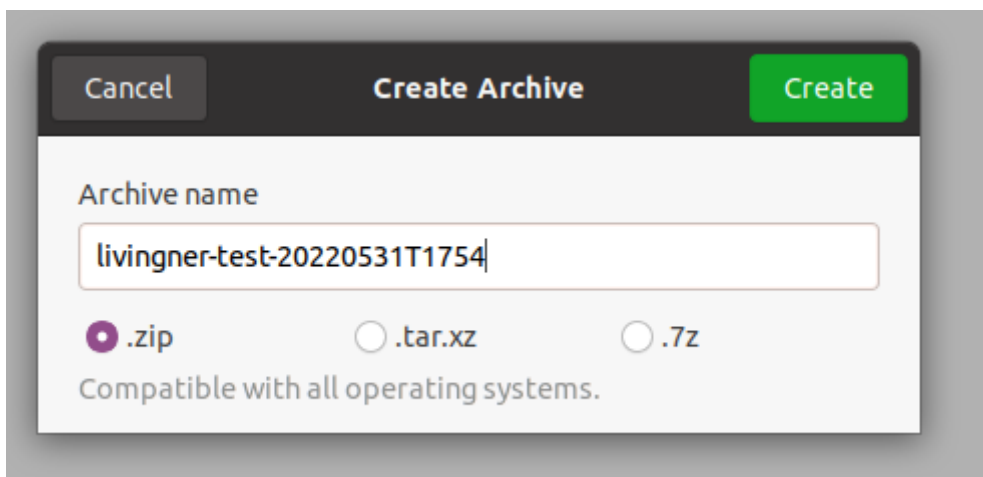 Cancel Create Archive Create
Archive name
livingner-test-20220531T1754
.zip .tar.xz .7z
Compatible with all operating systems.